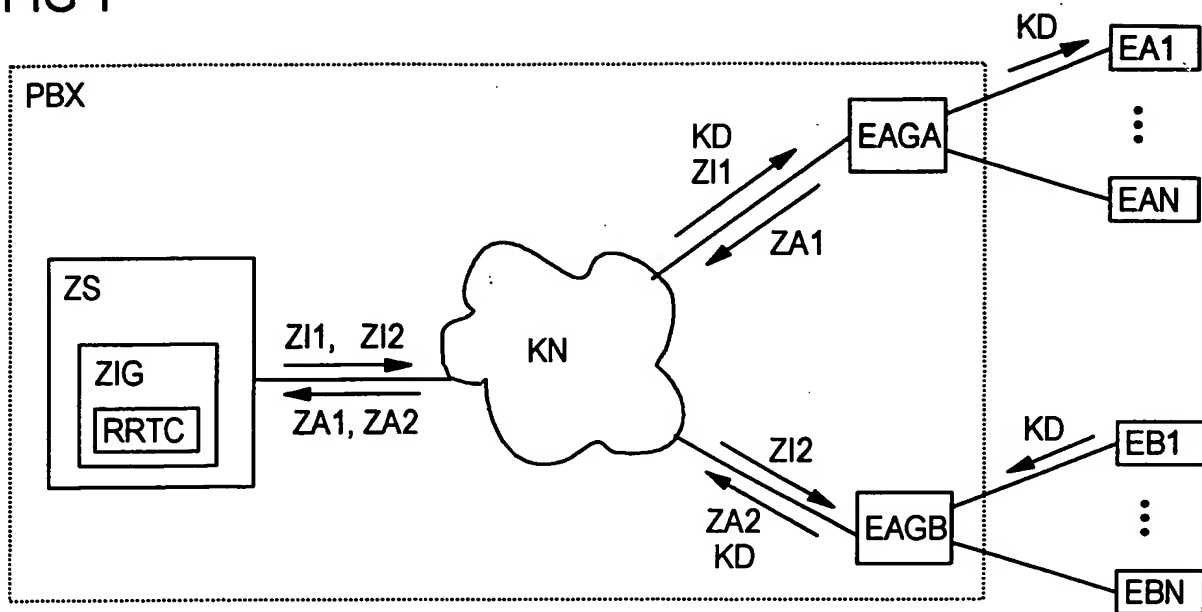 FIG 1
KD
EA1
PBX
EAGA
KD
ZI1
EAN
ZA1
ZS
ZI1, ZI2
KN
ZIG
RRTC
ZA1, ZA2
KD
EB1
ZI2
ZA2
KD
EAGB
EBN